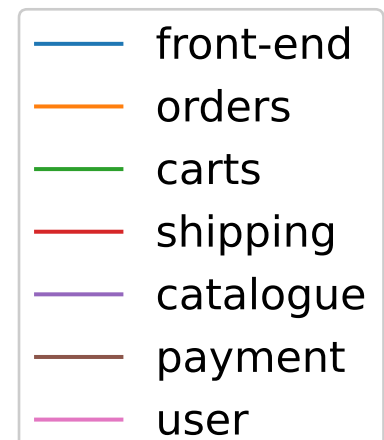 front-end
orders
carts
shipping
catalogue
payment
user